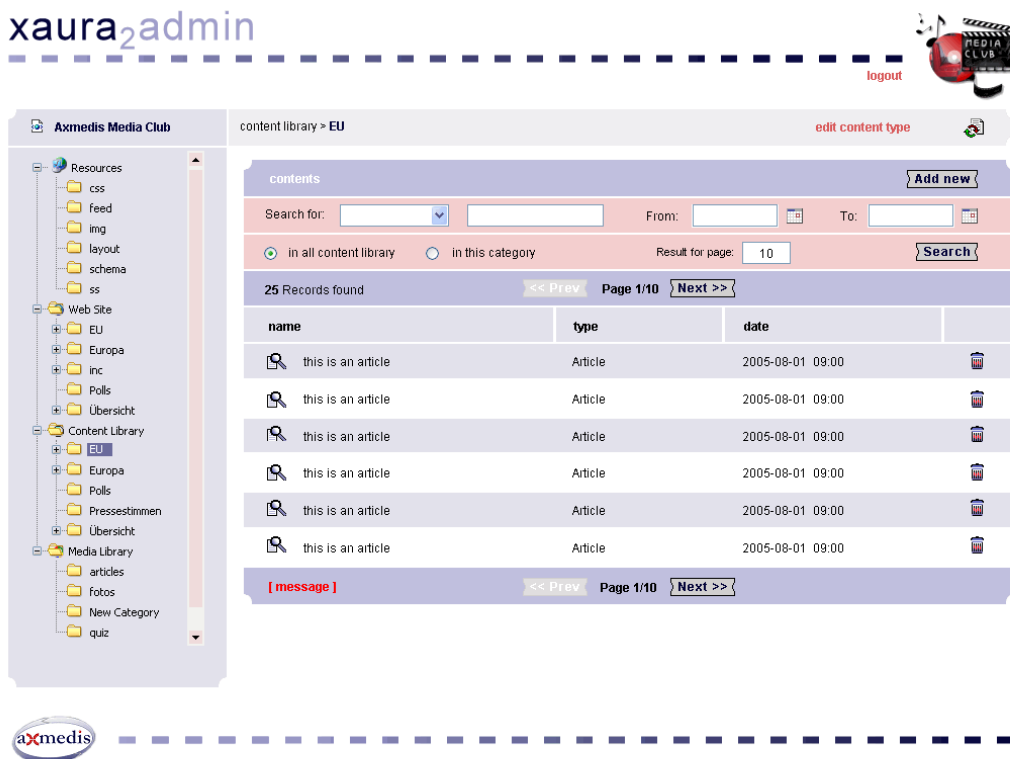 xaura2admin
MEDIA CLUB
logout
Axmedis Media Club
content library > EU
edit content type
Resources
css
feed
img
layout
schema
ss
Web Site
EU
Europa
inc
Polls
Übersicht
Content Library
EU
Europa
Polls
Pressestimmen
Übersicht
Media Library
articles
fotos
New Category
quiz
contents
Add new
Search for:
From:
To:
in all content library
in this category
Result for page:
10
Search
25 Records found
<< Prev
Page 1/10
Next >>
name type date
this is an article Article 2005-08-01 09:00
this is an article Article 2005-08-01 09:00
this is an article Article 2005-08-01 09:00
this is an article Article 2005-08-01 09:00
this is an article Article 2005-08-01 09:00
this is an article Article 2005-08-01 09:00
[ message ]
<< Prev
Page 1/10
Next >>
axmedis